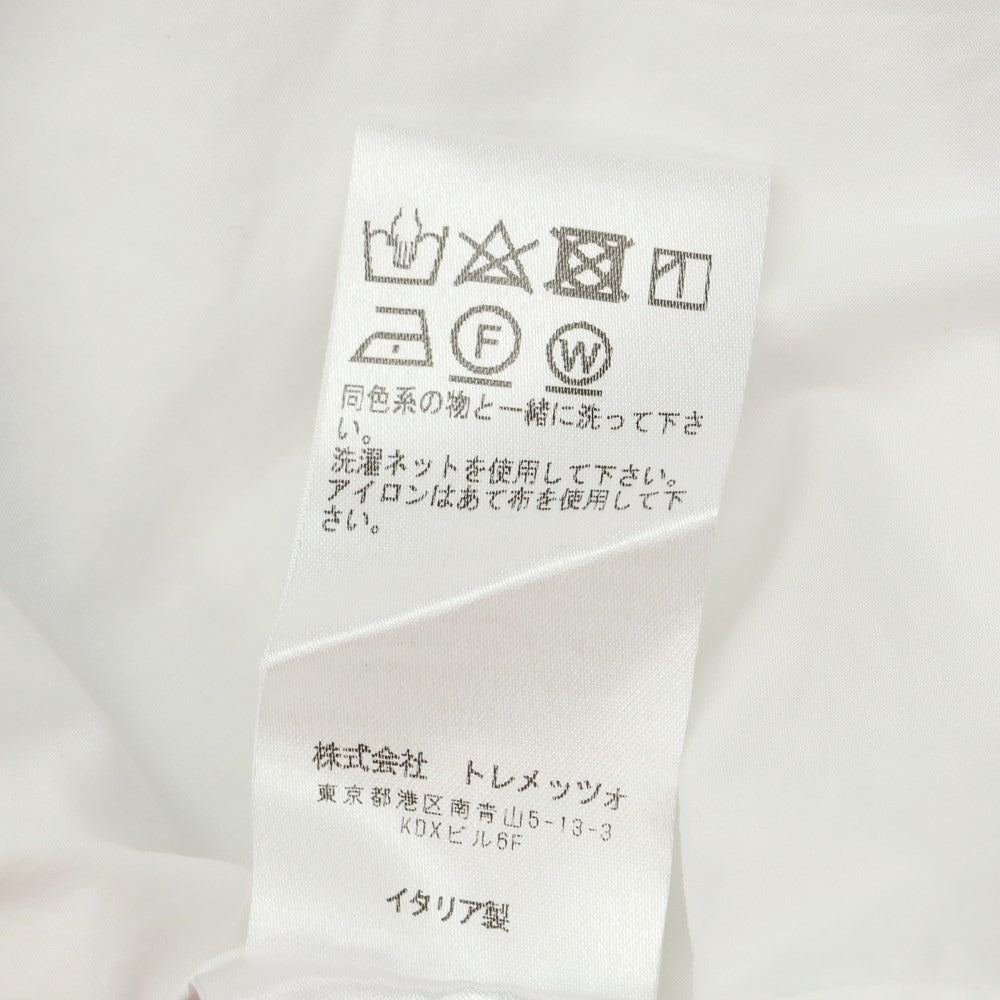 F W
同色系の物と一緒に洗って下さ
い。
洗濯ネットを使用して下さい。
アイロンはあて布を使用して下
さい。
株式会社 トレメッツォ
東京都港区南青山5-13-3
KDXビル6F
イタリア製